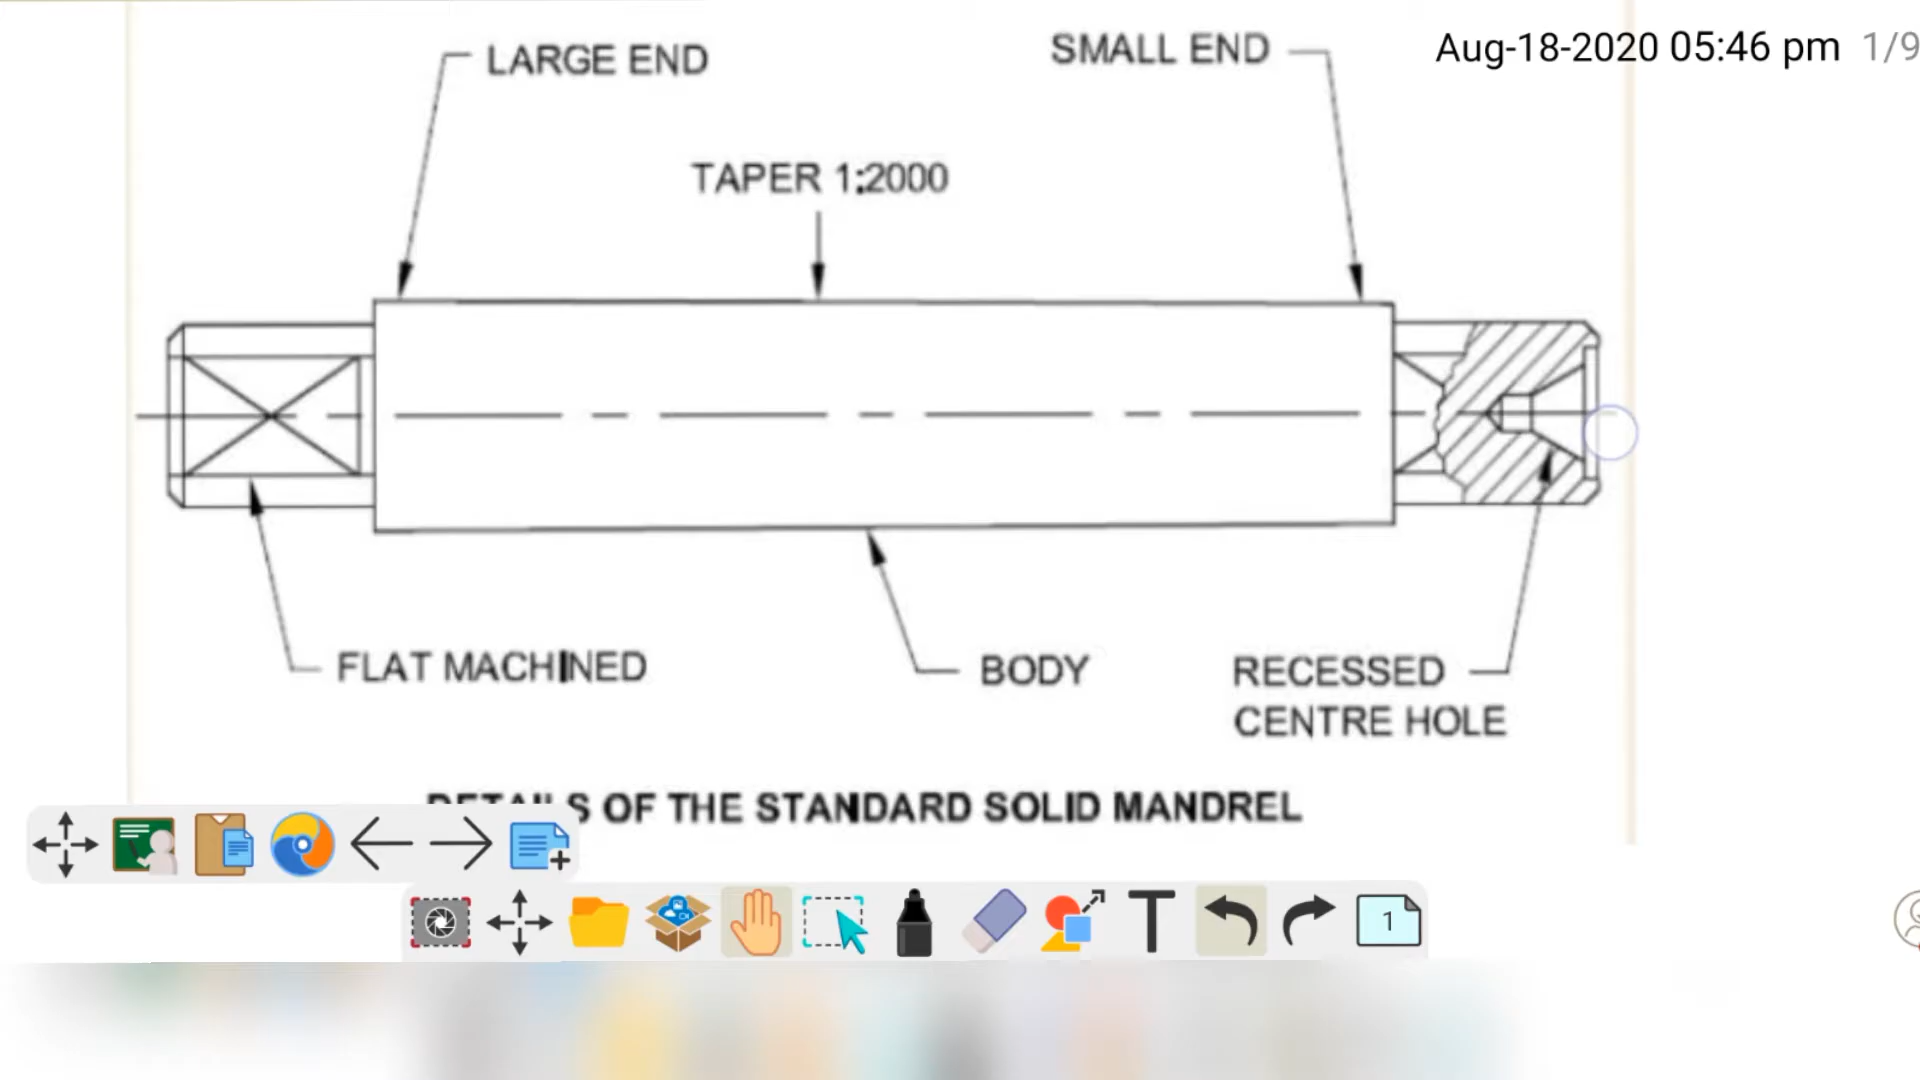 LARGE END
SMALL END
Aug-18-2020 05:46 pm 1/9
TAPER 1:2000
FLAT MACHINED
BODY
RECESSED
CENTRE HOLE
DETAILS OF THE STANDARD SOLID MANDREL
1